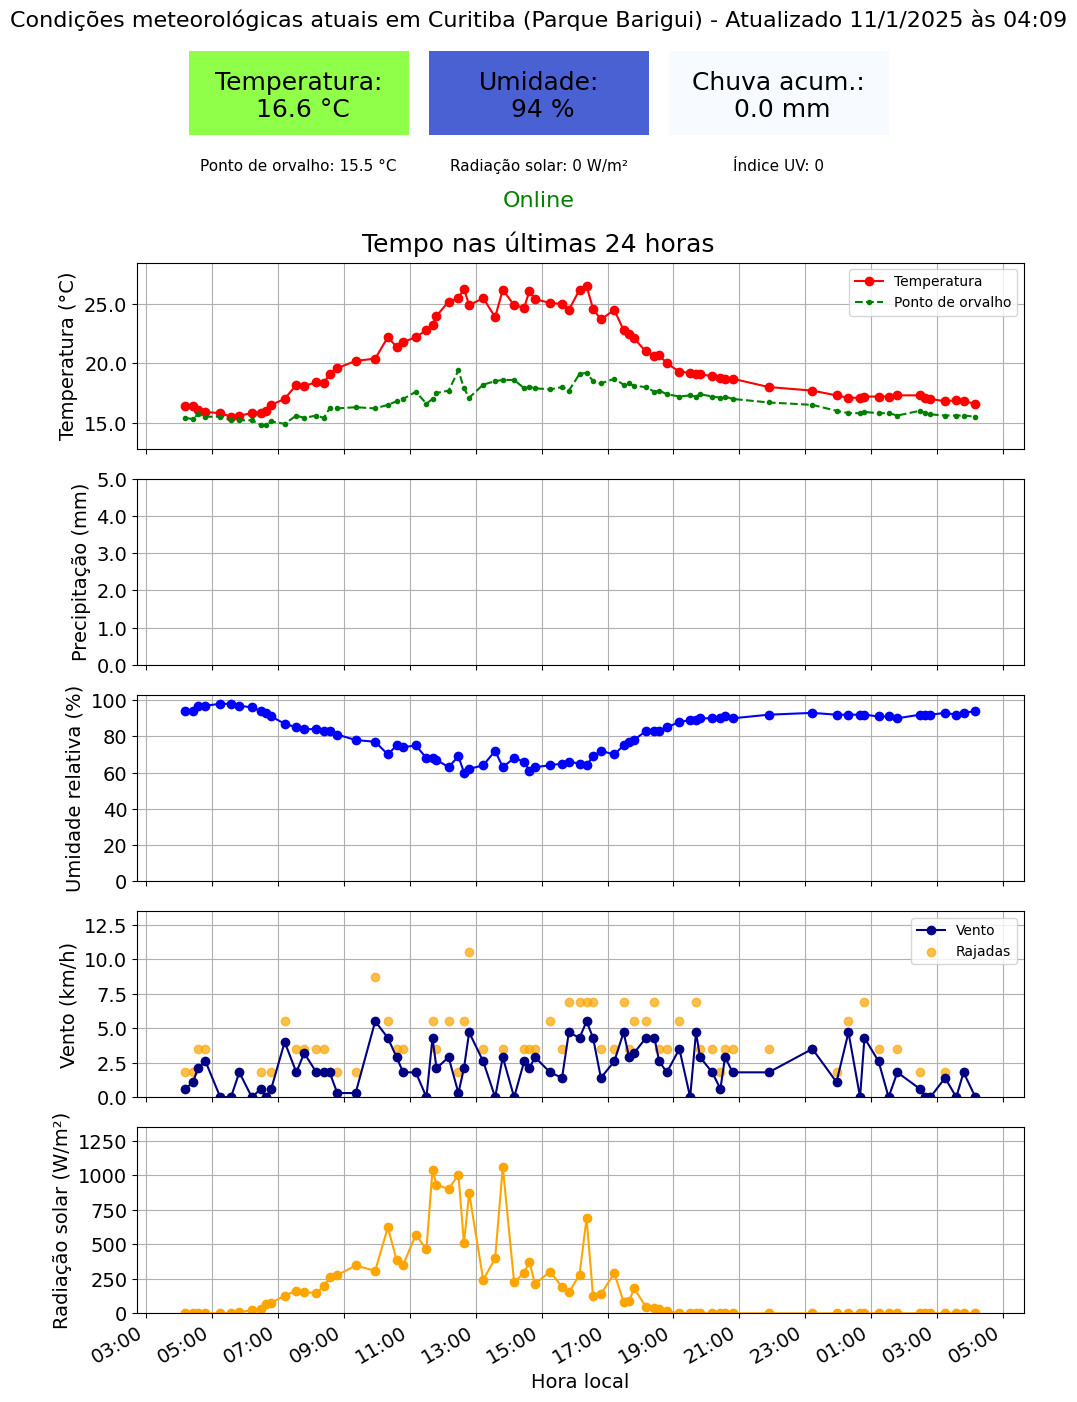 Condições meteorológicas atuais em Curitiba (Parque Barigui) - Atualizado 11/1/2025 às 04:09
Temperatura:
16.6 °C
Umidade:
94 %
Chuva acum.:
0.0 mm
Ponto de orvalho: 15.5 °C
Radiação solar: 0 W/m²
Índice UV: 0
Online
Tempo nas últimas 24 horas
Temperatura (°C)
25.0
20.0
15.0
Temperatura
Ponto de orvalho
Precipitação (mm)
5.0
4.0
3.0
2.0
1.0
0.0
Umidade relativa (%)
100
80
60
40
20
0
Vento (km/h)
12.5
10.0
7.5
5.0
2.5
0.0
Vento
Rajadas
Radiação solar (W/m²)
1250
1000
750
500
250
0
03:00
05:00
07:00
09:00
11:00
13:00
15:00
17:00
19:00
21:00
23:00
01:00
03:00
05:00
Hora local